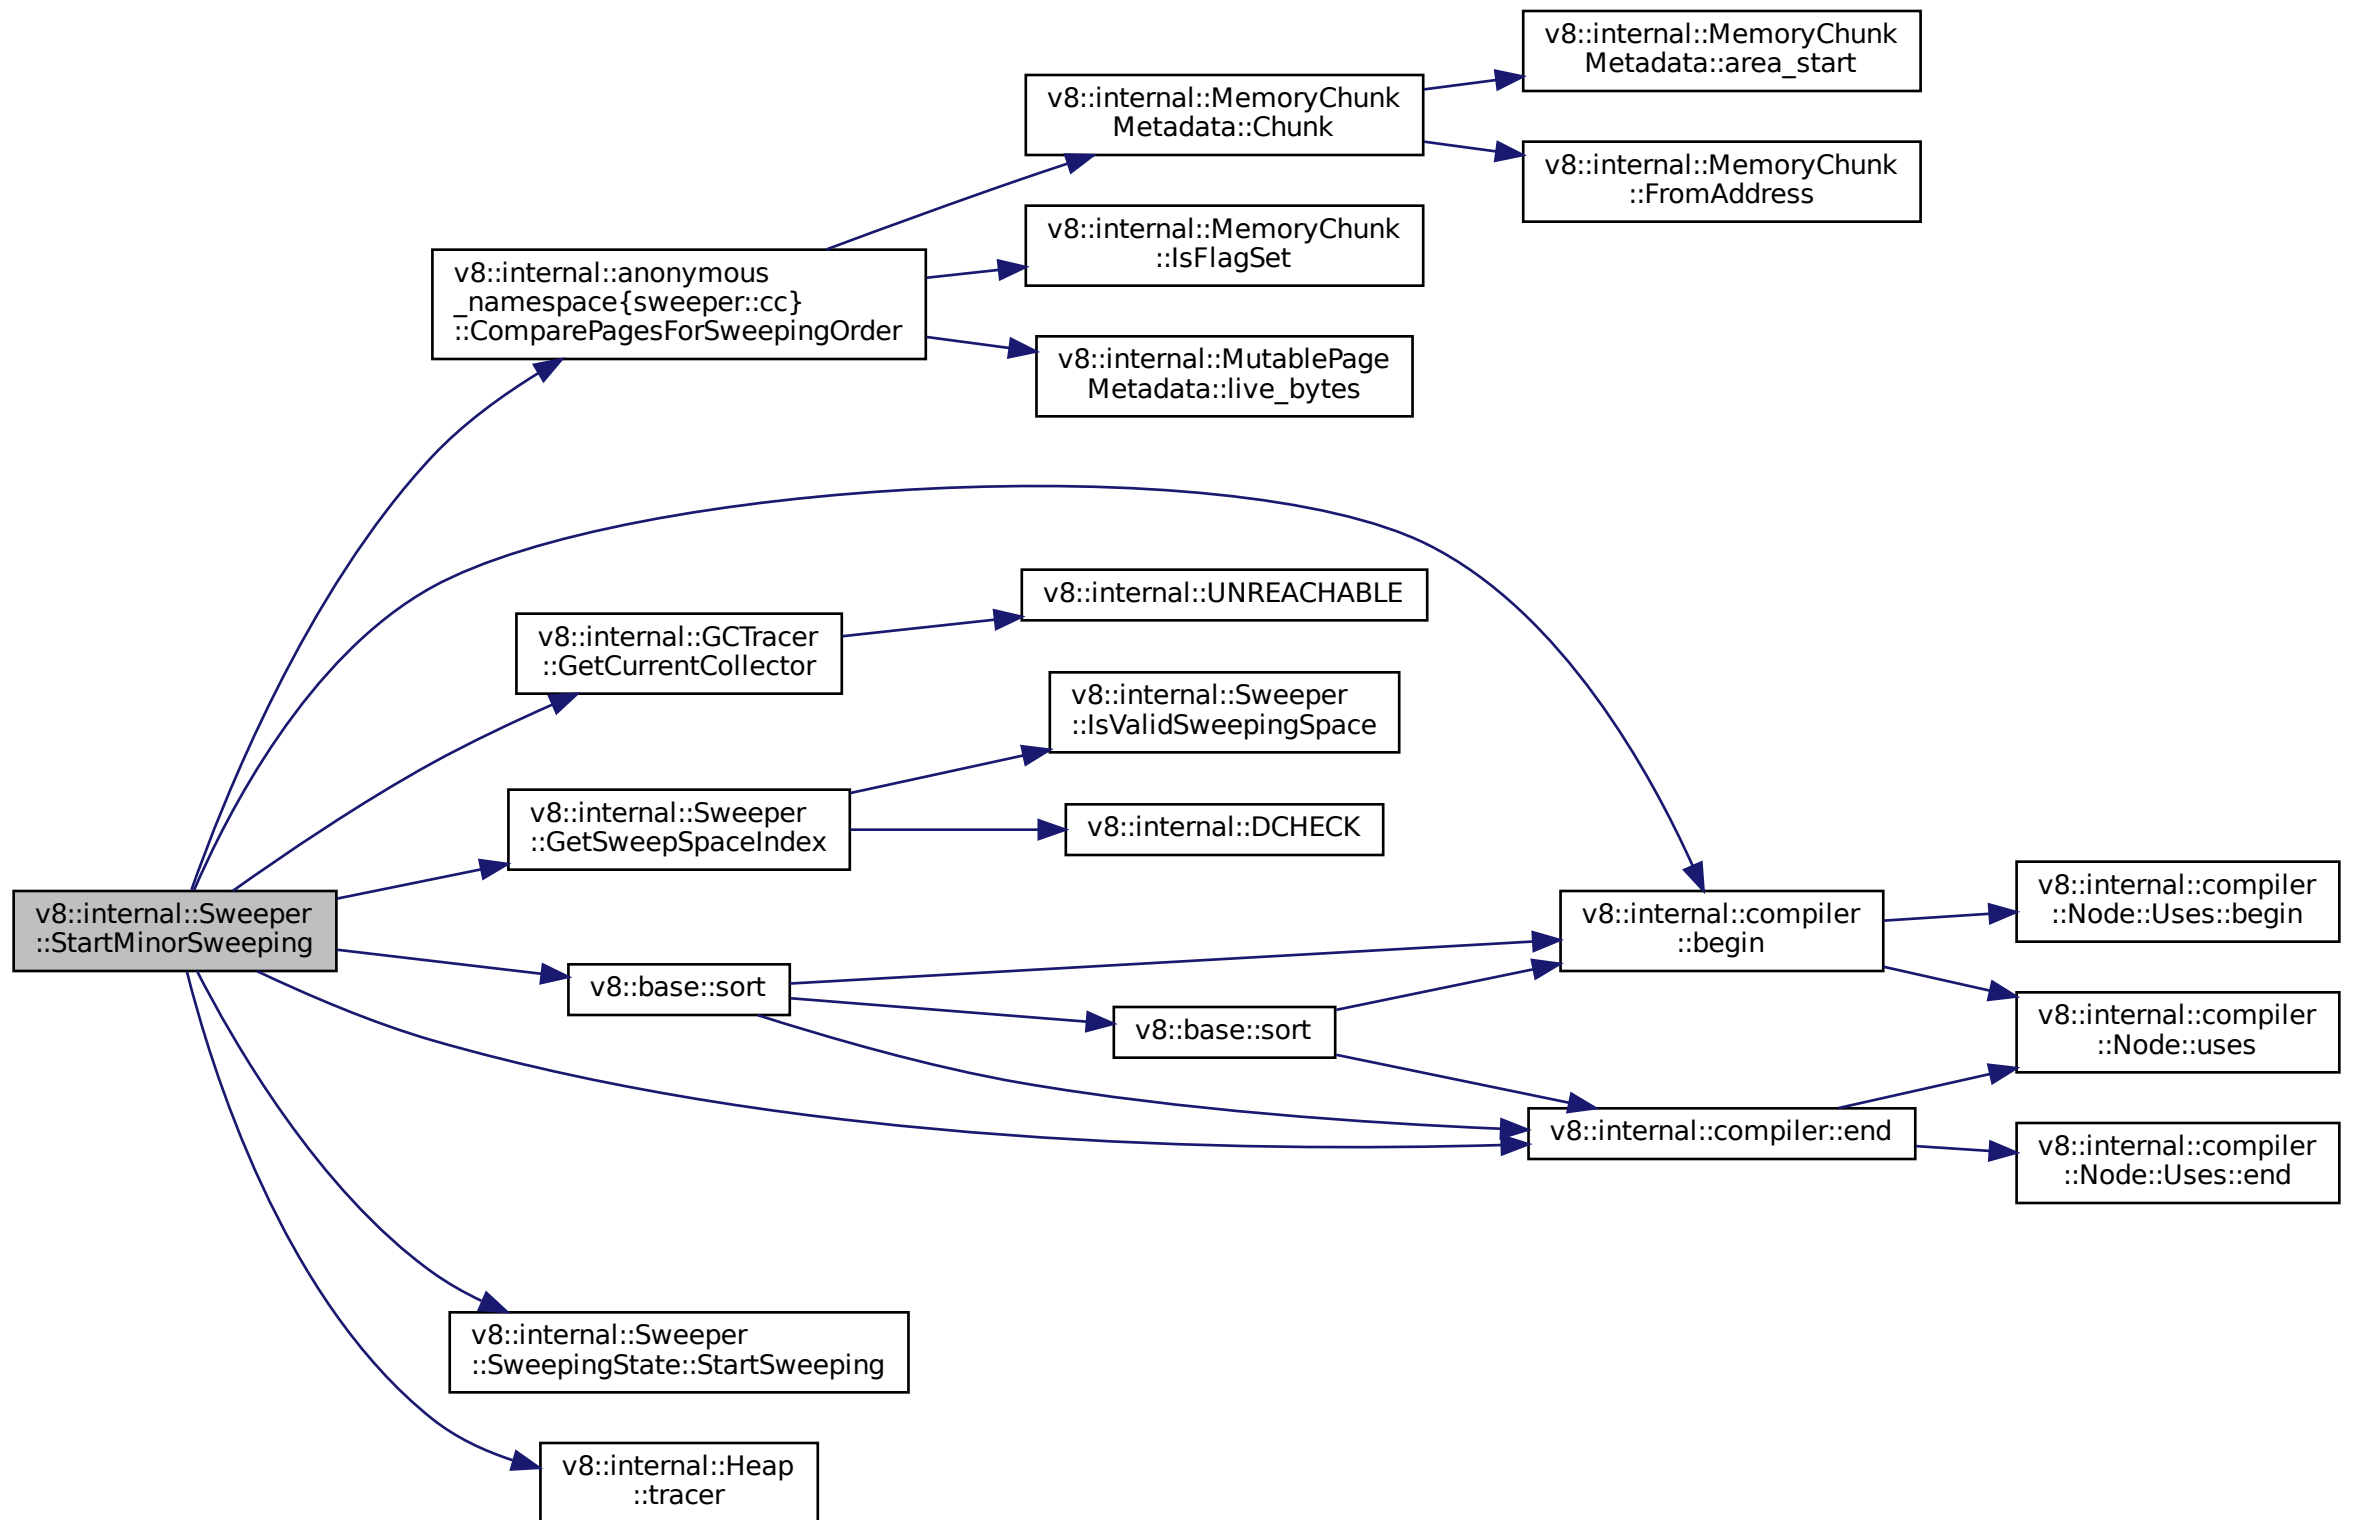 v8::internal::MemoryChunk
Metadata::area_start
v8::internal::MemoryChunk
Metadata::Chunk
v8::internal::MemoryChunk
::FromAddress
v8::internal::MemoryChunk
::IsFlagSet
v8::internal::anonymous
_namespace{sweeper::cc}
::ComparePagesForSweepingOrder
v8::internal::MutablePage
Metadata::live_bytes
v8::internal::UNREACHABLE
v8::internal::GCTracer
::GetCurrentCollector
v8::internal::Sweeper
::IsValidSweepingSpace
v8::internal::Sweeper
::GetSweepSpaceIndex
v8::internal::DCHECK
v8::internal::Sweeper
::StartMinorSweeping
v8::internal::compiler
::begin
v8::internal::compiler
::Node::Uses::begin
v8::base::sort
v8::base::sort
v8::internal::compiler
::Node::uses
v8::internal::compiler::end
v8::internal::compiler
::Node::Uses::end
v8::internal::Sweeper
::SweepingState::StartSweeping
v8::internal::Heap
::tracer